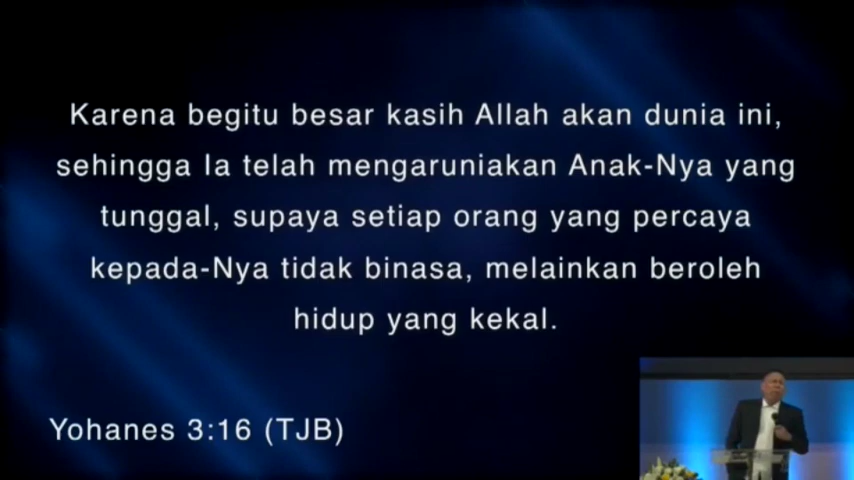 Karena begitu besar kasih Allah akan dunia ini,
sehingga Ia telah mengaruniakan Anak-Nya yang
tunggal, supaya setiap orang yang percaya
kepada-Nya tidak binasa, melainkan beroleh
hidup yang kekal.
Yohanes 3:16 (TJB)